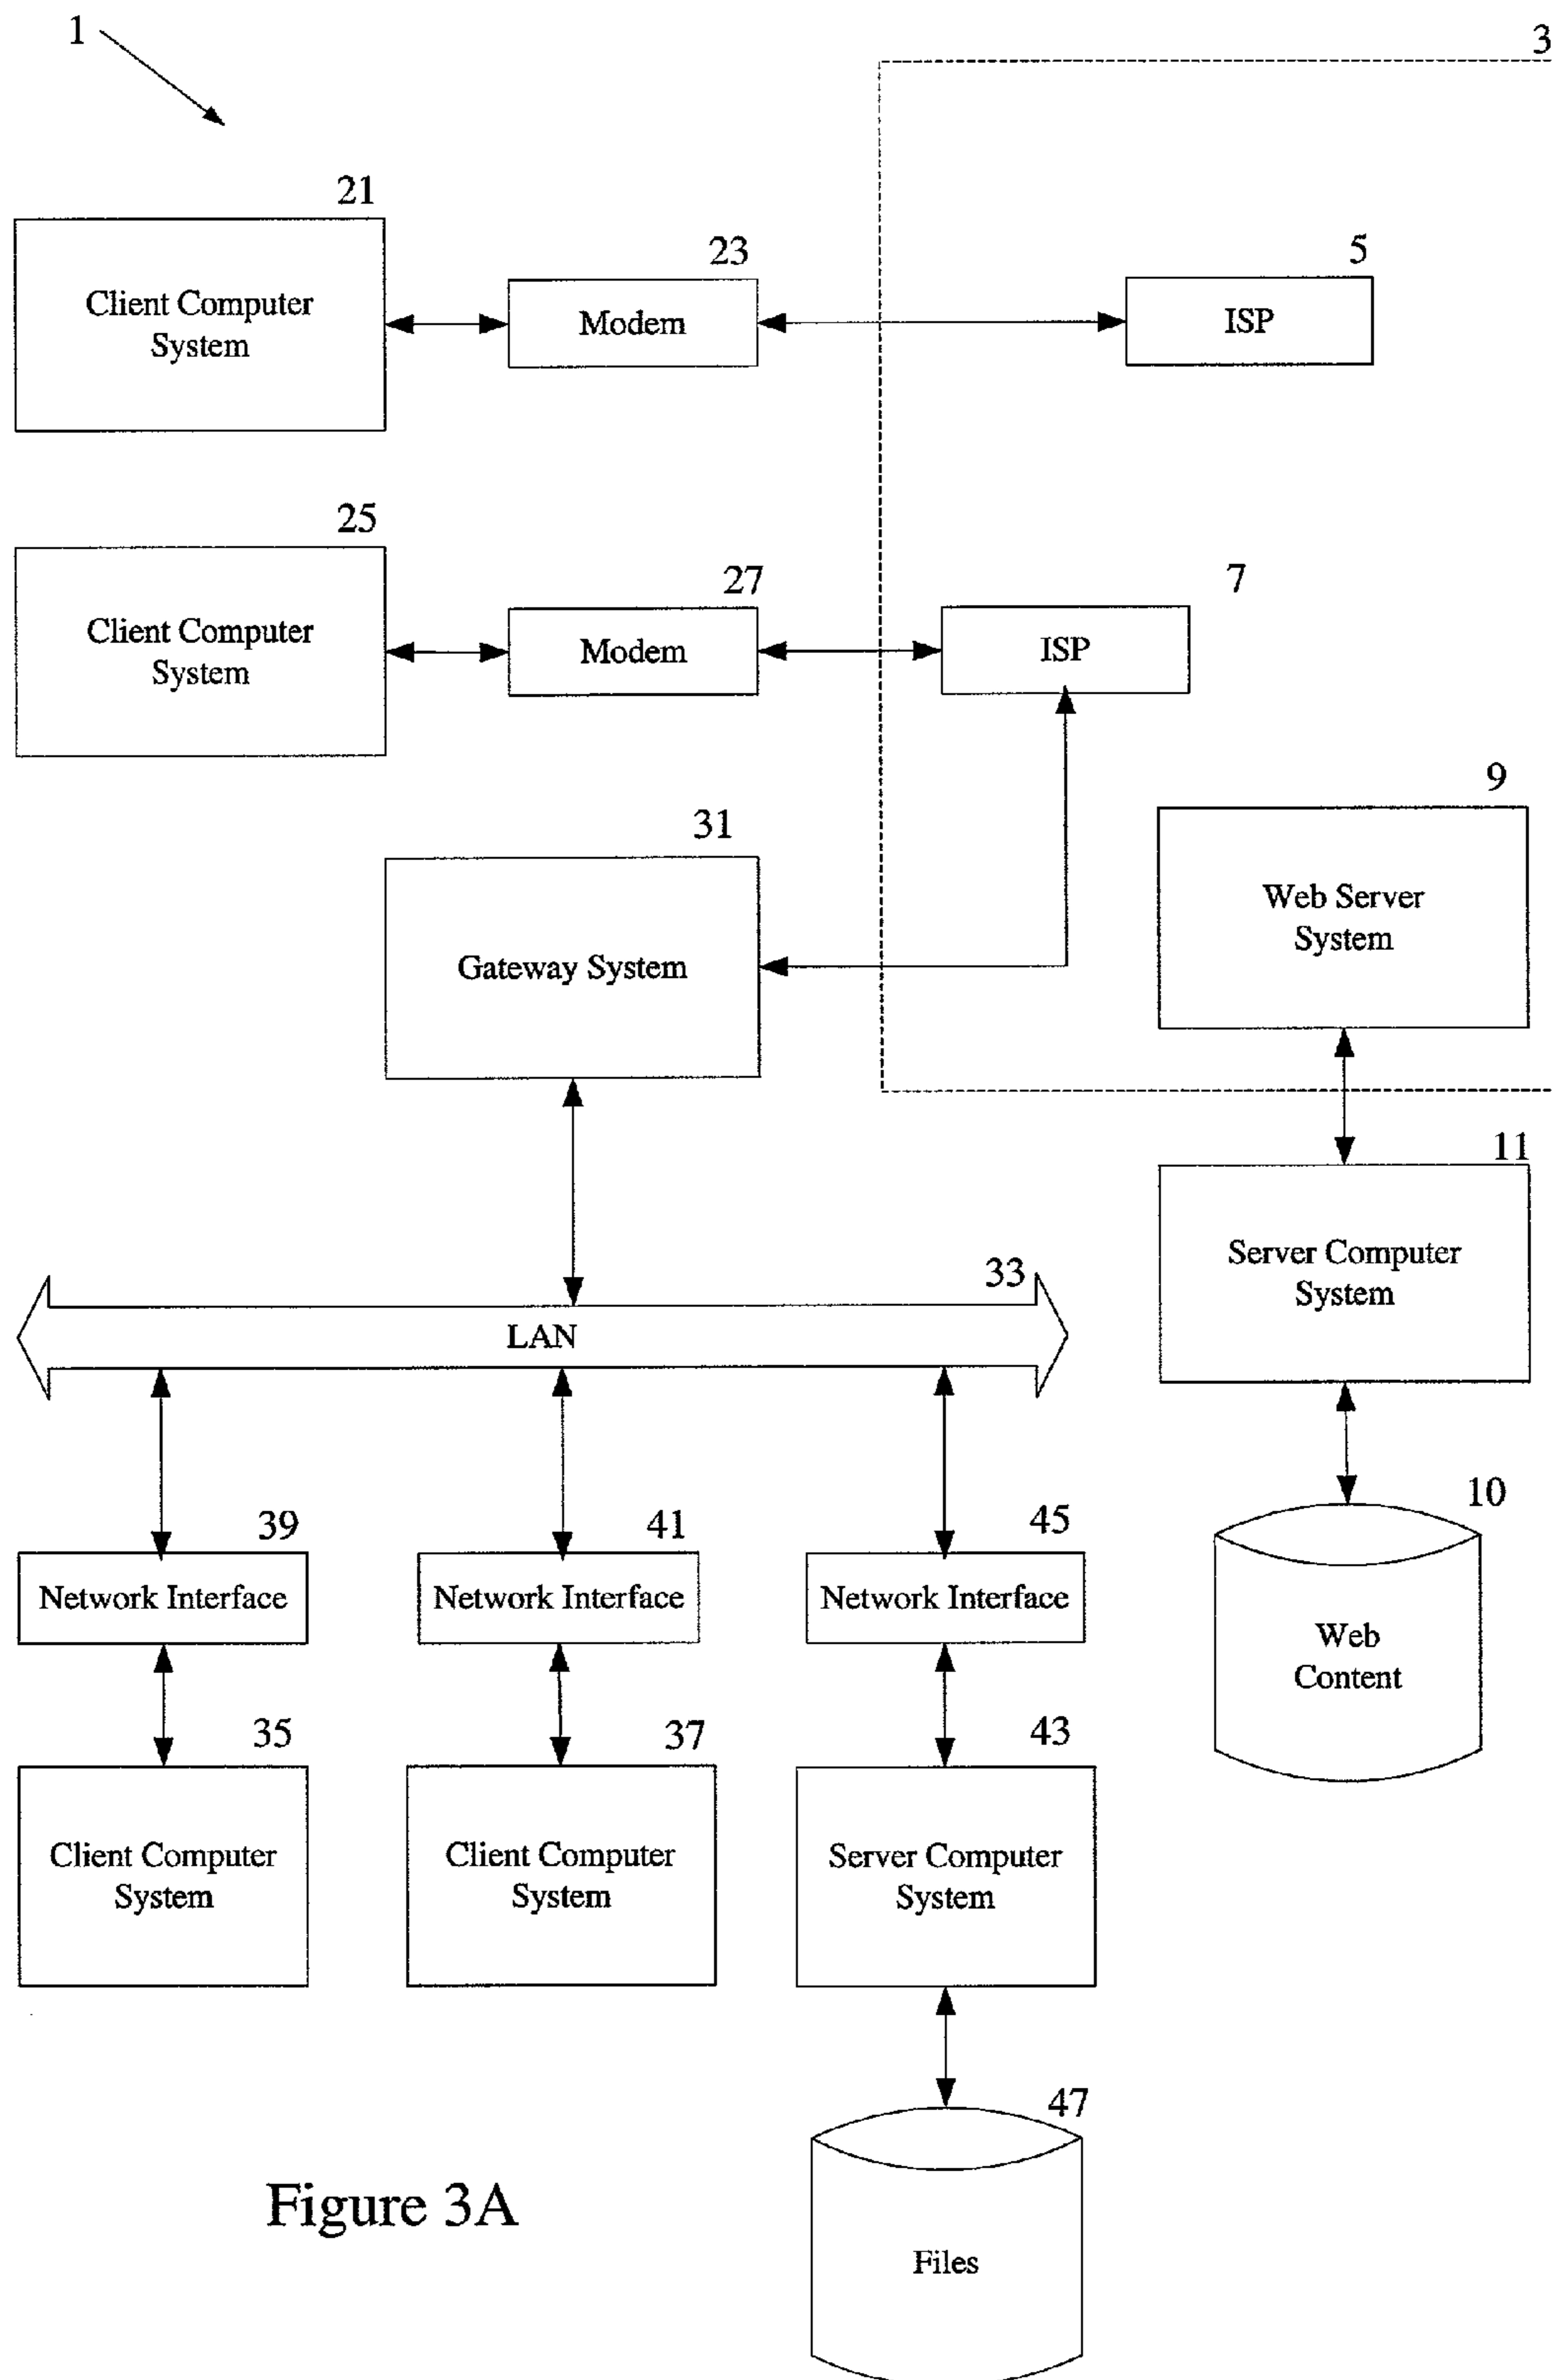 1
3
21
Client Computer
System
23
Modem
5
ISP
25
Client Computer
System
27
Modem
7
ISP
9
Web Server
System
31
Gateway System
11
Server Computer
System
33
LAN
10
Web
Content
39
Network Interface
41
Network Interface
45
Network Interface
35
Client Computer
System
37
Client Computer
System
43
Server Computer
System
47
Files
Figure 3A